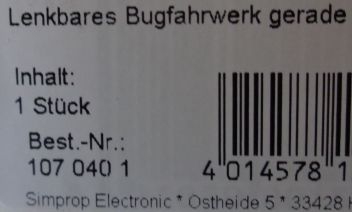 Lenkbares Bugfahrwerk gerade
Inhalt:
1 Stück
Best.-Nr.:
107 040 1
4 014578 1
Simprop Electronic * Ostheide 5 * 33428